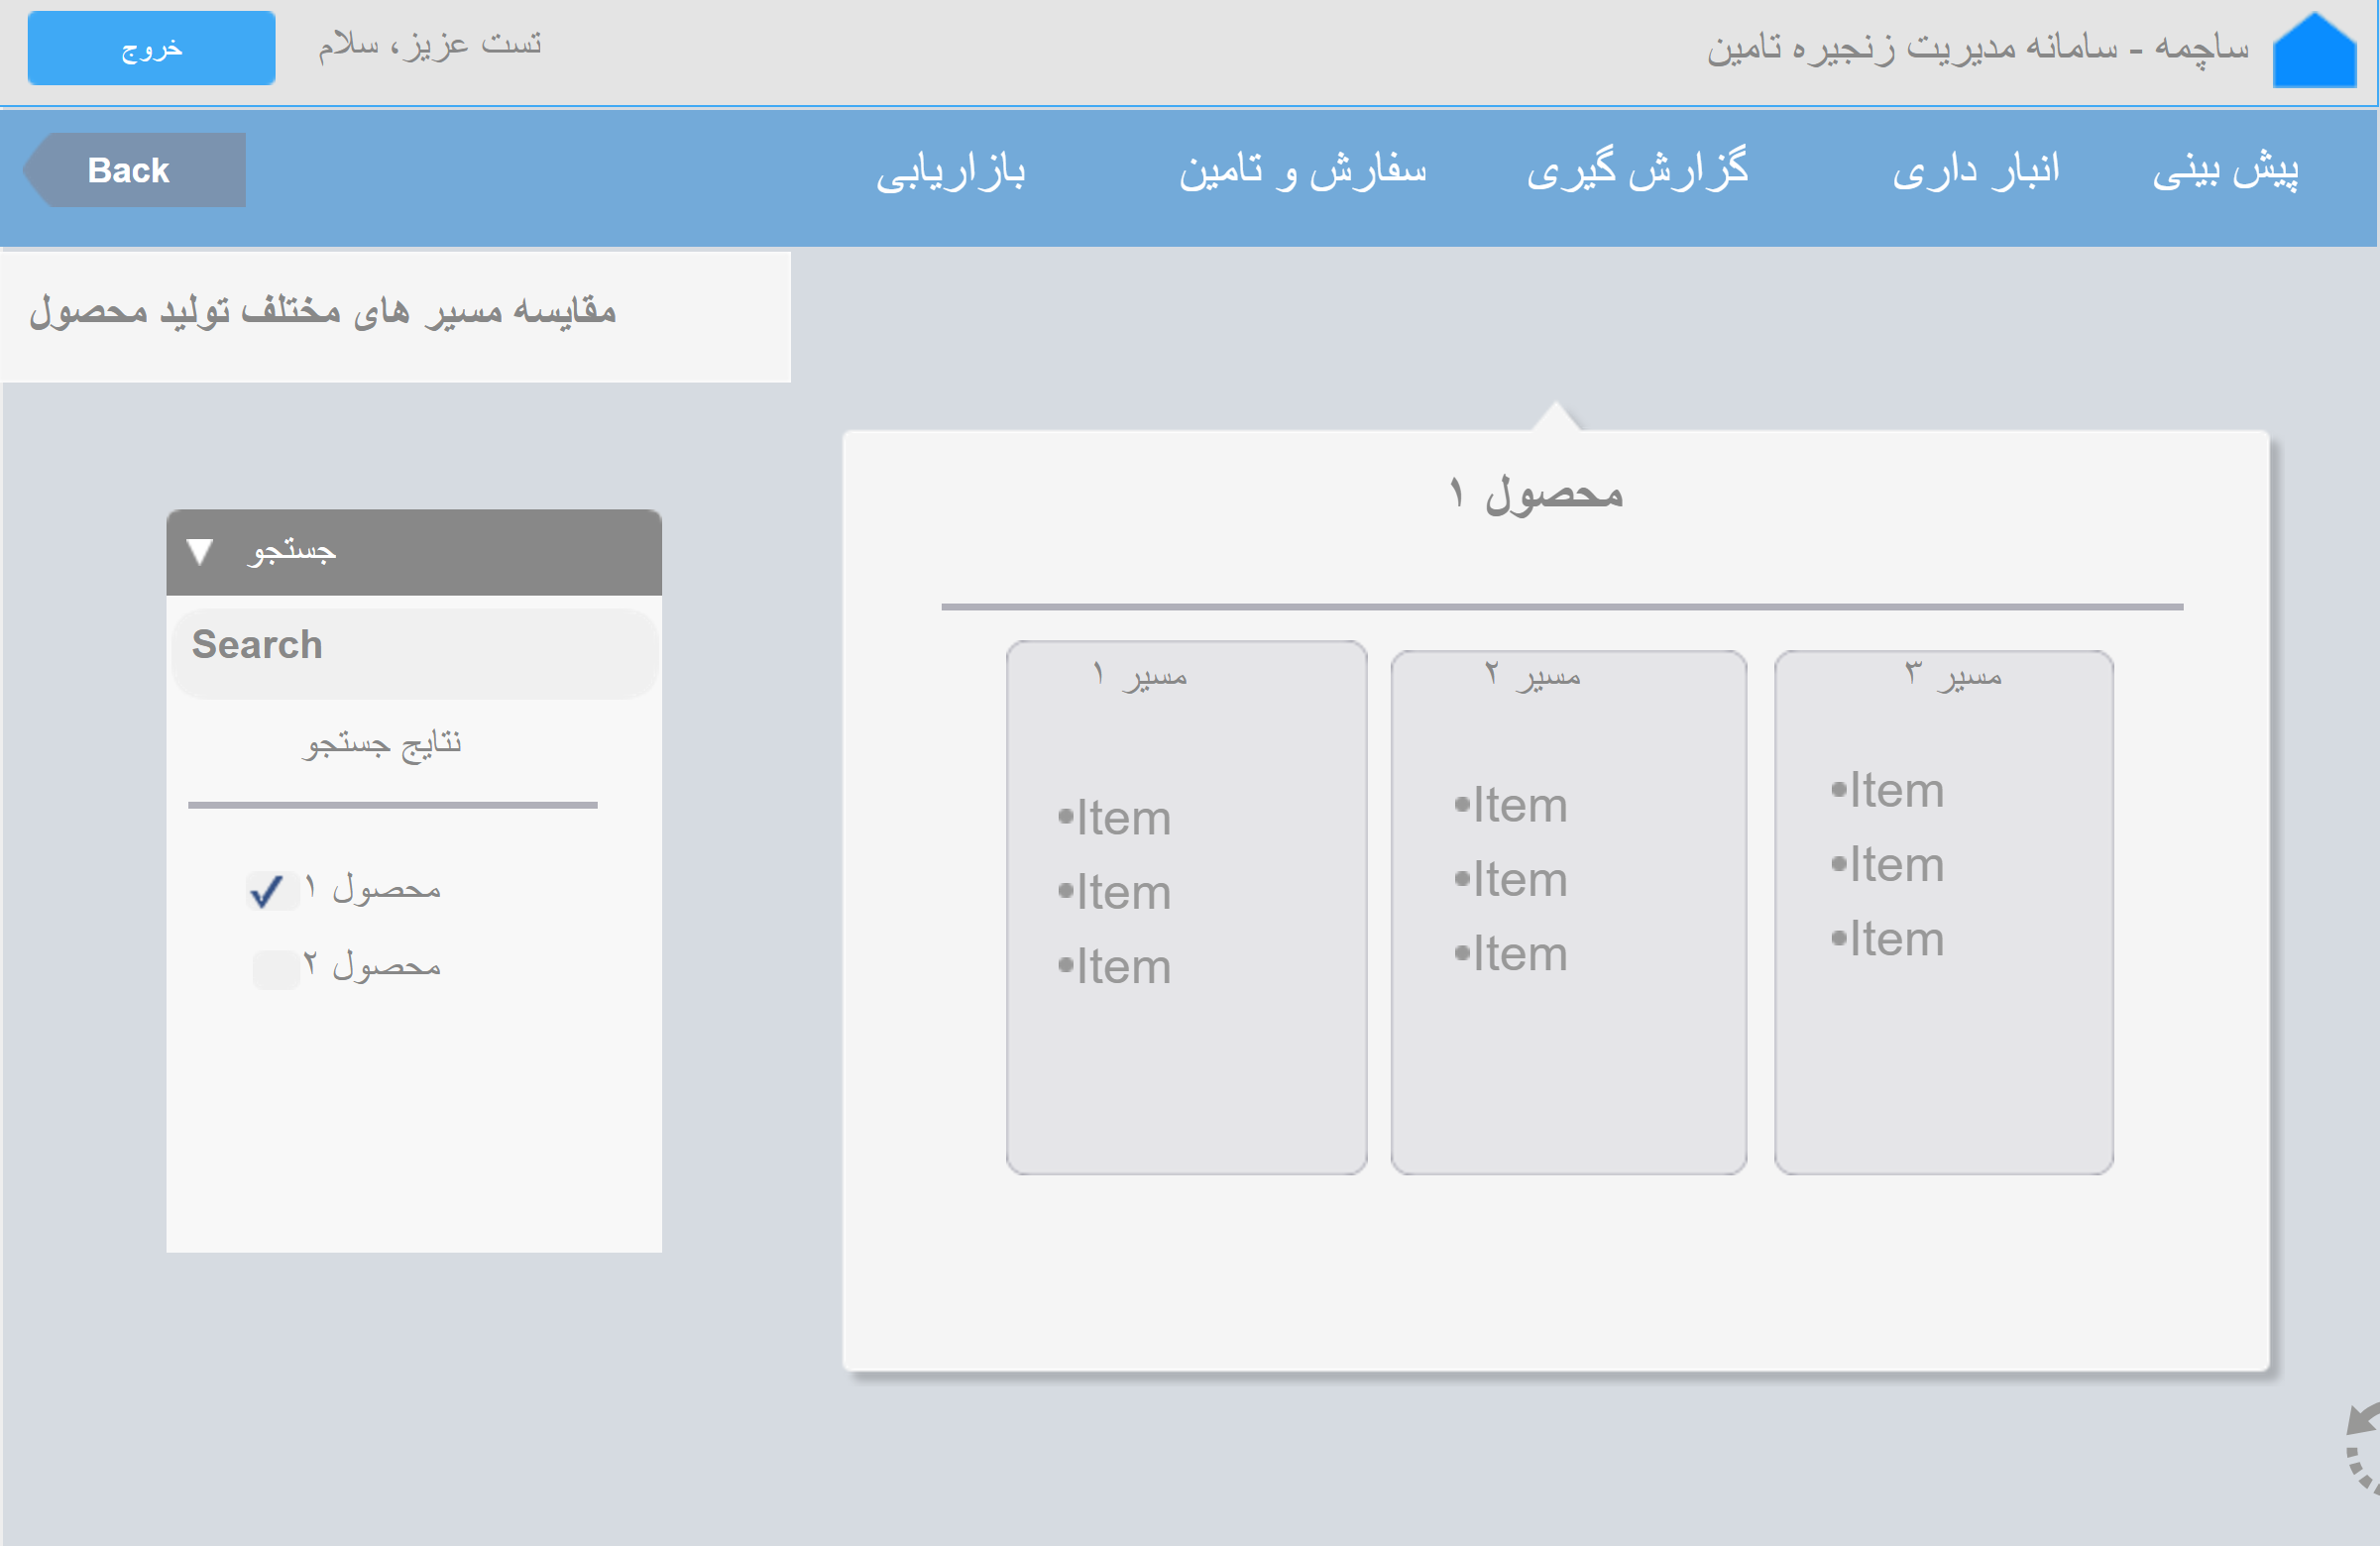 ساچمه - سامانه مدیریت زنجیره تامین
تست عزیز، سلام
خروج
پیش بینی
انبار داری
گزارش گیری
سفارش و تامین
بازاریابی
Back
مقایسه مسیر های مختلف تولید محصول
محصول ۱
مسیر ۳
•Item
•Item
•Item
مسیر ۲
•Item
•Item
•Item
مسیر ۱
•Item
•Item
•Item
جستجو
Search
نتایج جستجو
محصول ۱
محصول ۲